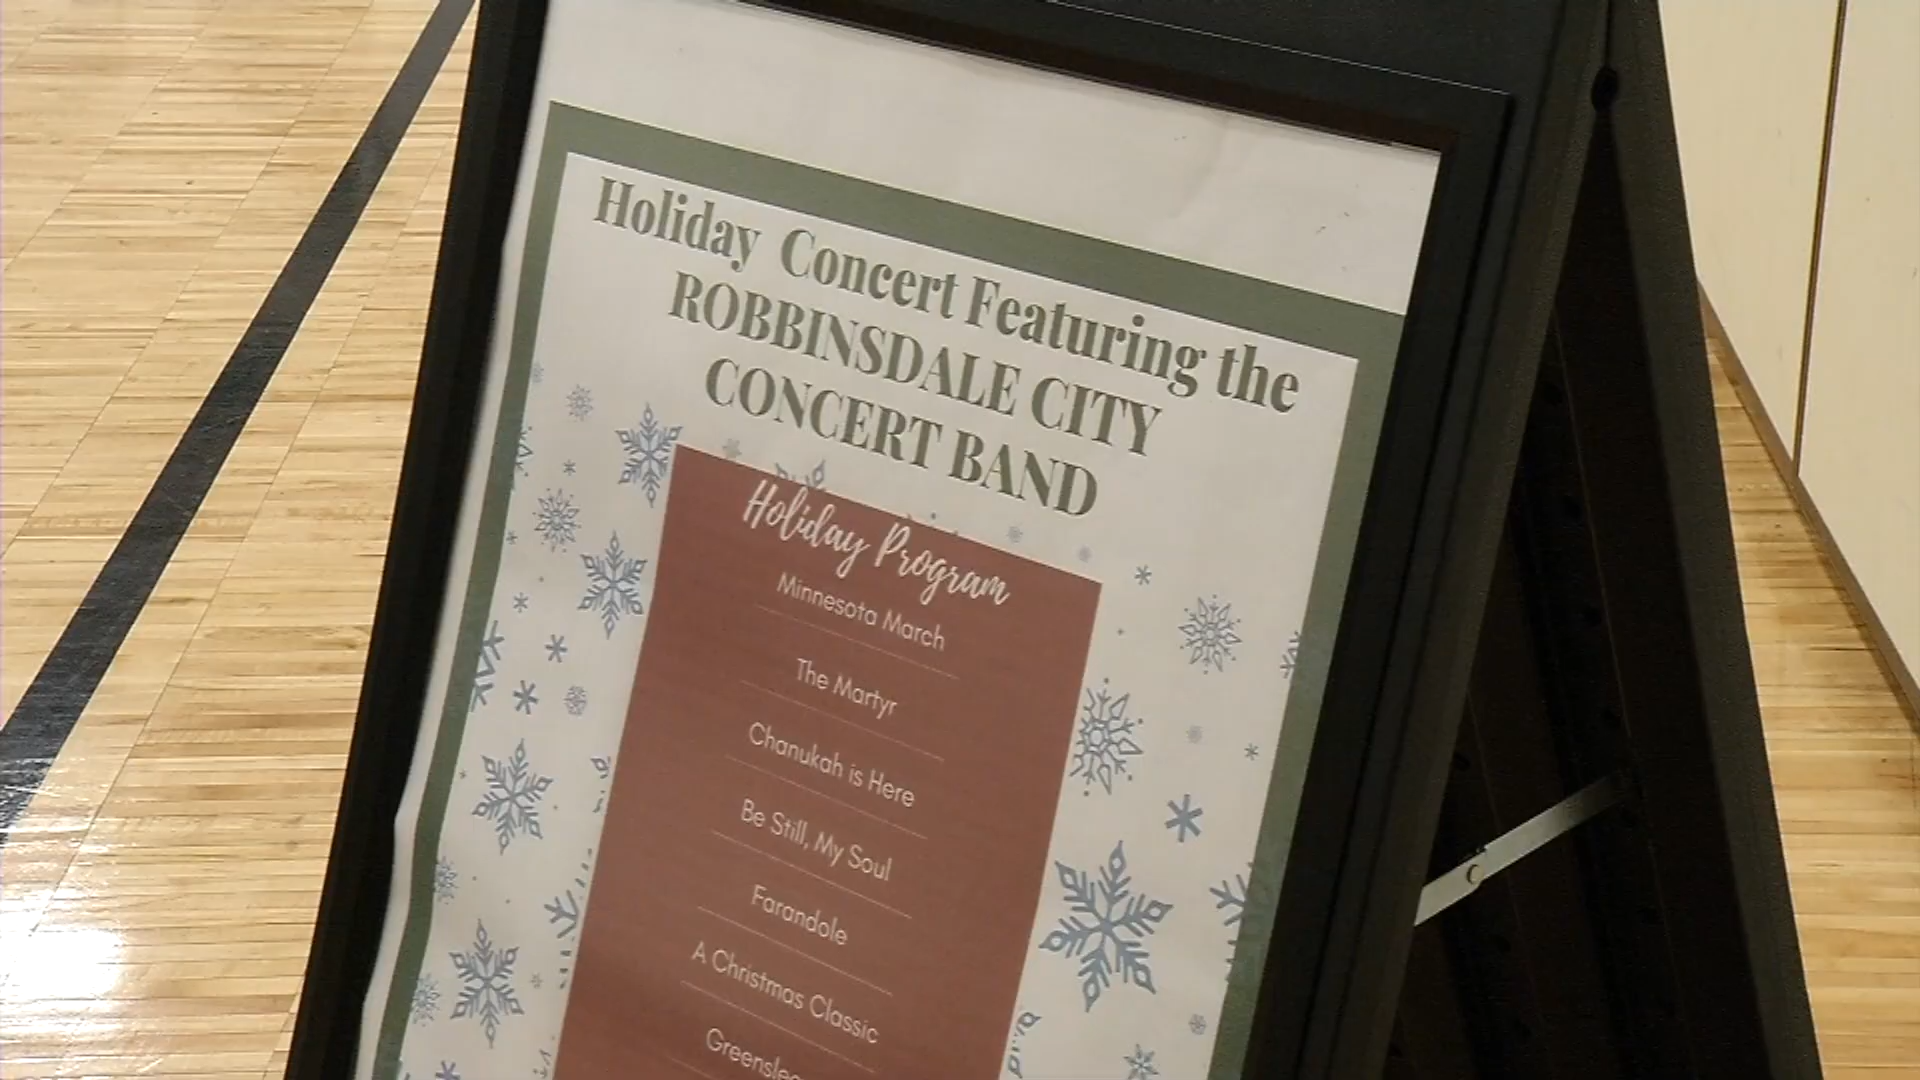 Holiday Concert Featuring the
ROBBINSDALE CITY
CONCERT BAND
Holiday Program
Minnesota March
The Martyr
Chanukah is Here
Be Still, My Soul
Farandole
A Christmas Classic